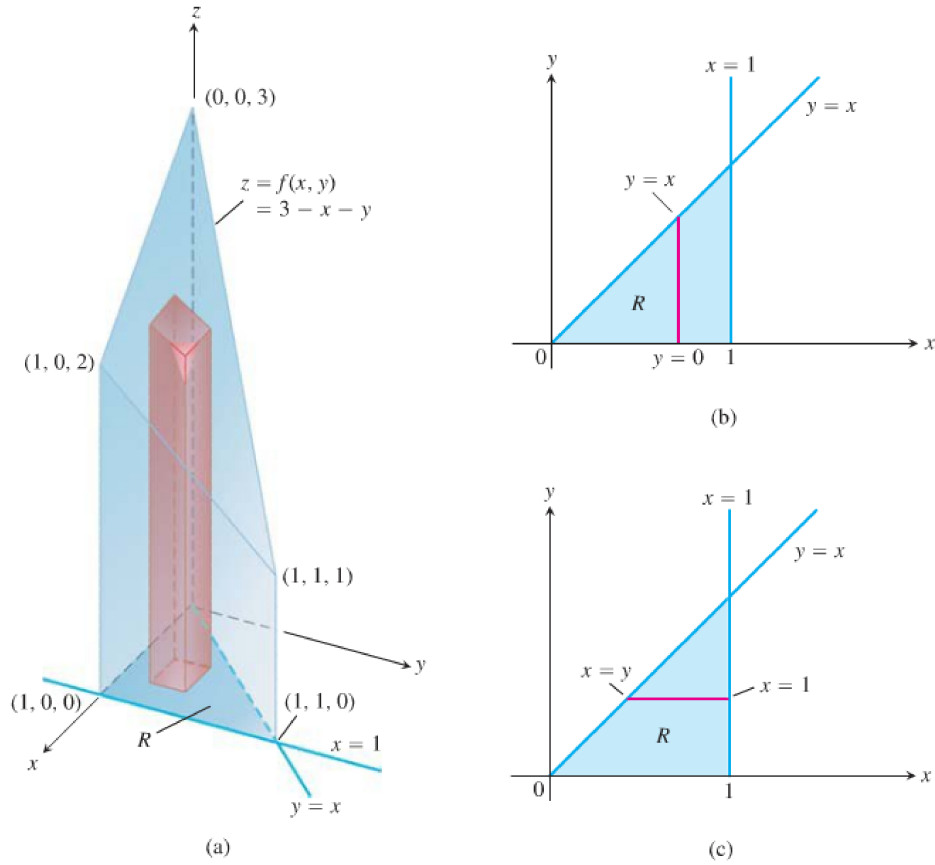 z
(0, 0, 3)
z = f(x, y)
= 3 − x − y
(1, 0, 2)
(1, 1, 1)
y
(1, 0, 0)
(1, 1, 0)
R
x = 1
x
y = x
(a)
y
x = 1
y = x
y = x
R
0
y = 0
1
x
(b)
y
x = 1
y = x
x = y
x = 1
R
0
1
x
(c)